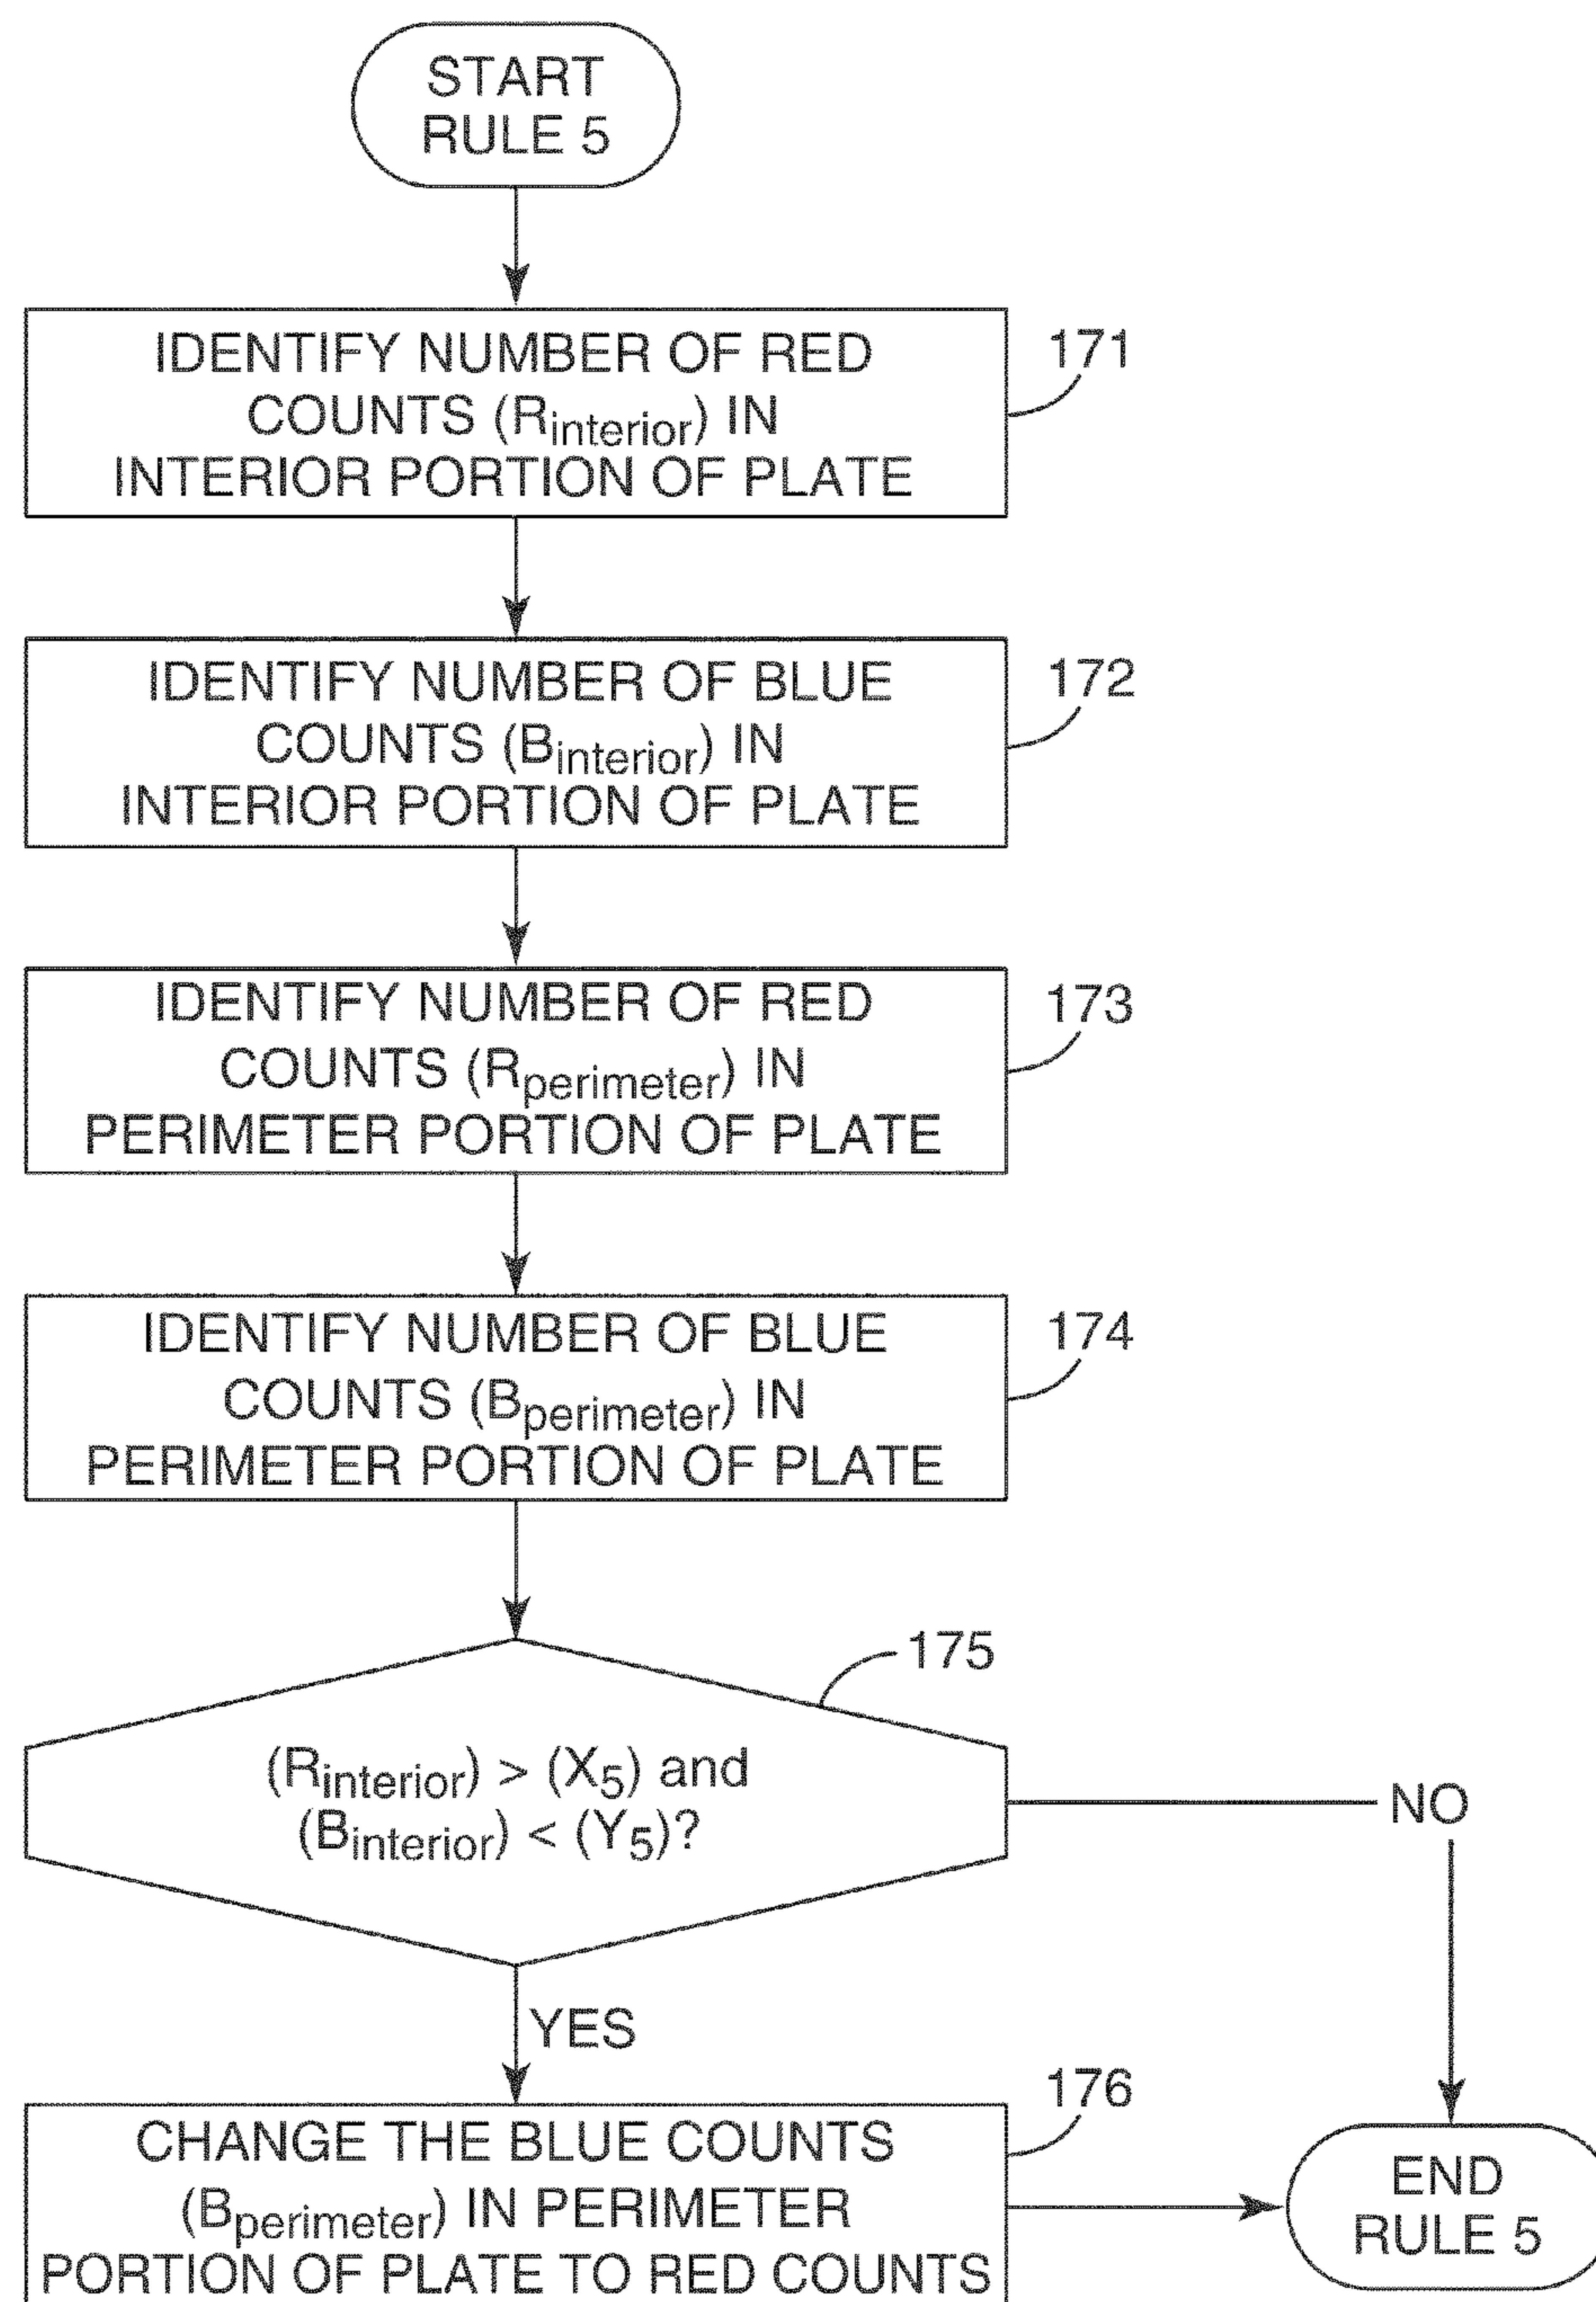 START
RULE 5
IDENTIFY NUMBER OF RED
COUNTS (Rinterior) IN
INTERIOR PORTION OF PLATE
171
IDENTIFY NUMBER OF BLUE
COUNTS (Binterior) IN
INTERIOR PORTION OF PLATE
172
IDENTIFY NUMBER OF RED
COUNTS (Rperimeter) IN
PERIMETER PORTION OF PLATE
173
IDENTIFY NUMBER OF BLUE
COUNTS (Bperimeter) IN
PERIMETER PORTION OF PLATE
174
175
(Rinterior) > (X5) and
(Binterior) < (Y5)?
NO
YES
CHANGE THE BLUE COUNTS
(Bperimeter) IN PERIMETER
PORTION OF PLATE TO RED COUNTS
176
END
RULE 5